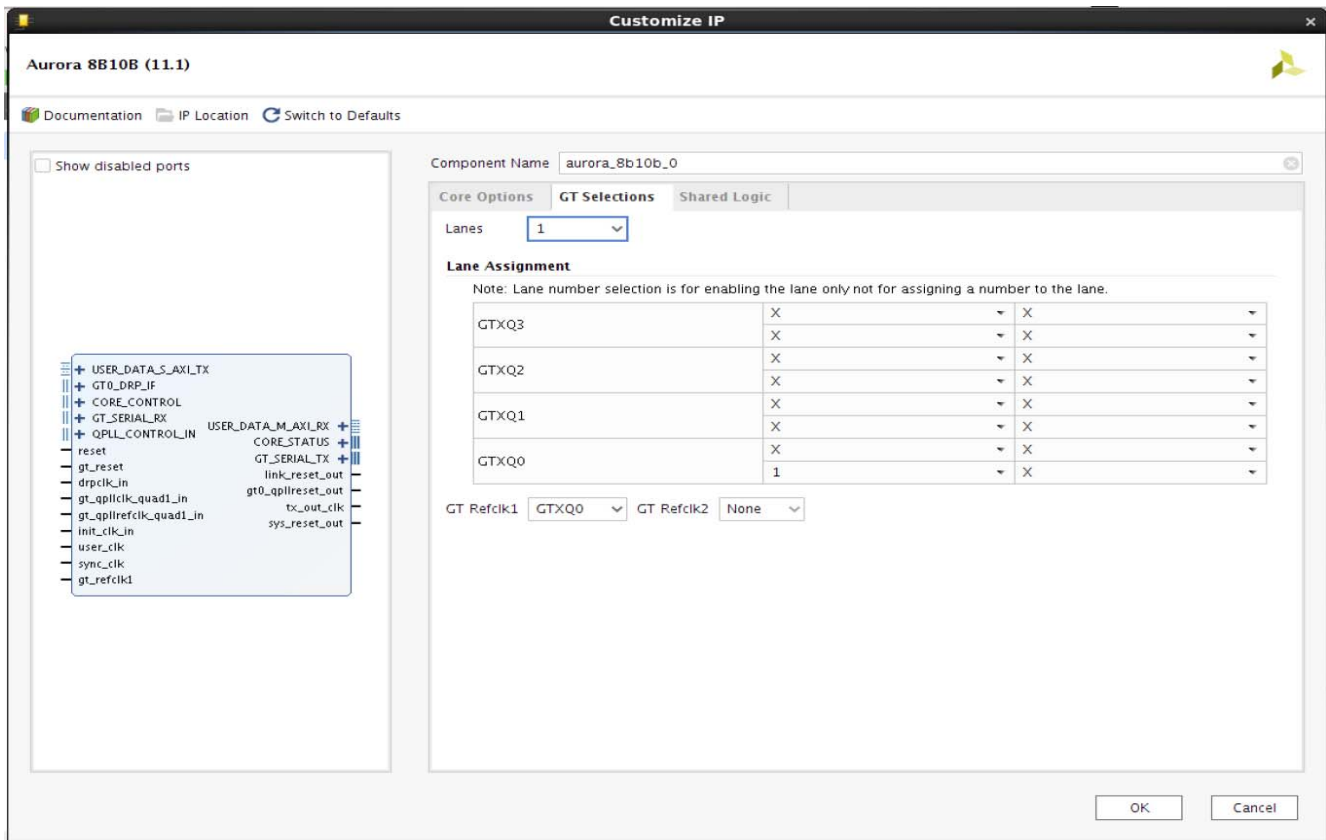 Customize IP
Aurora 8B10B (11.1)
Documentation IP Location Switch to Defaults
Show disabled ports
USER_DATA_S_AXI_TX
GT0_DRP_IF
CORE_CONTROL
GT_SERIAL_RX
QPLL_CONTROL_IN
reset
gt_reset
drpclk_in
gt_qpllclk_quad1_in
gt_qpllrefclk_quad1_in
init_clk_in
user_clk
sync_clk
gt_refclk1
USER_DATA_M_AXI_RX
CORE_STATUS
GT_SERIAL_TX
link_reset_out
gt0_qpllreset_out
tx_out_clk
sys_reset_out
Component Name aurora_8b10b_0
Core Options GT Selections Shared Logic
Lanes 1
Lane Assignment
Note: Lane number selection is for enabling the lane only not for assigning a number to the lane.
GTXQ3
X X
X X
GTXQ2
X X
X X
GTXQ1
X X
X X
GTXQ0
X X
1 X
GT Refclk1 GTXQ0 GT Refclk2 None
OK Cancel